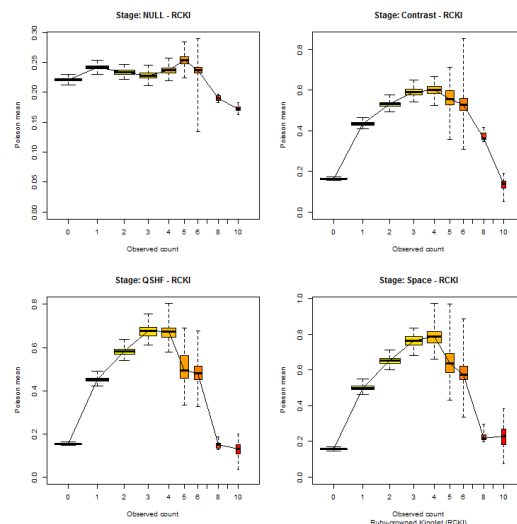 Stage: NULL - RCKI
Poisson mean
0.00 0.05 0.10 0.15 0.20 0.25 0.30
0 1 2 3 4 5 6 8 10
Observed count
Stage: Contrast - RCKI
Poisson mean
0.0 0.2 0.4 0.6 0.8
0 1 2 3 4 5 6 8 10
Observed count
Stage: QSHF - RCKI
Poisson mean
0.0 0.2 0.4 0.6 0.8
0 1 2 3 4 5 6 8 10
Observed count
Stage: Space - RCKI
Poisson mean
0.0 0.2 0.4 0.6 0.8 1.0
0 1 2 3 4 5 6 8 10
Observed count
Ruby-crowned Kinglet (RCKI)